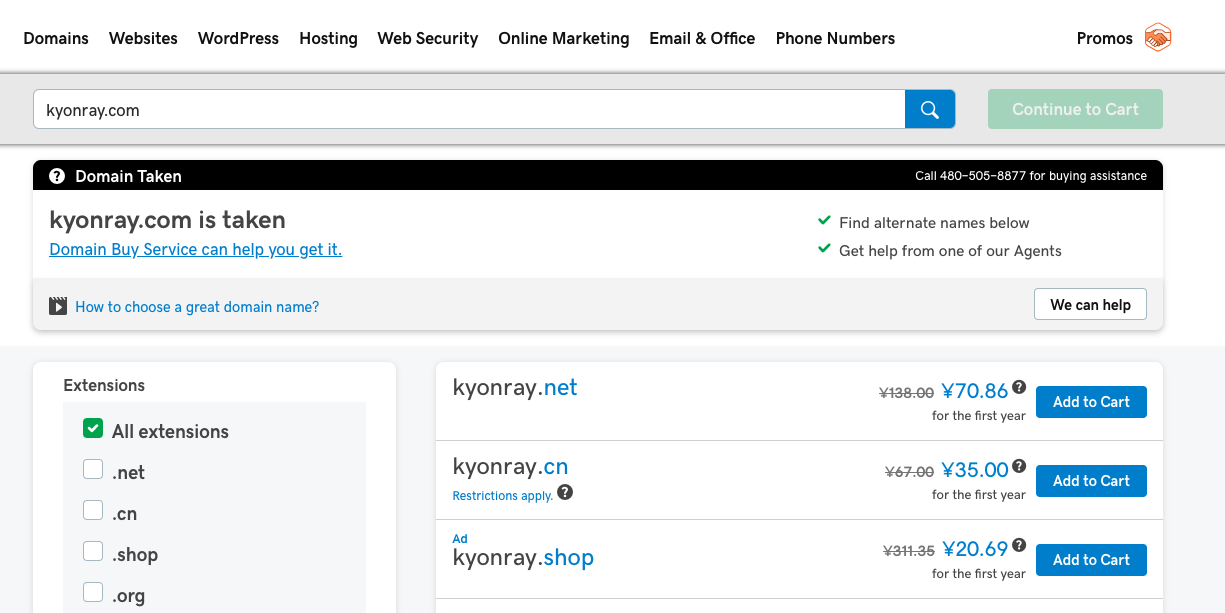 Domains Websites WordPress Hosting Web Security Online Marketing Email & Office Phone Numbers Promos
kyonray.com
Continue to Cart
Domain Taken
Call 480-505-8877 for buying assistance
kyonray.com is taken
Domain Buy Service can help you get it.
Find alternate names below
Get help from one of our Agents
How to choose a great domain name?
We can help
Extensions
All extensions
.net
.cn
.shop
.org
kyonray.net
¥138.00 ¥70.86
for the first year
Add to Cart
kyonray.cn
Restrictions apply.
¥67.00 ¥35.00
for the first year
Add to Cart
Ad
kyonray.shop
¥311.35 ¥20.69
for the first year
Add to Cart